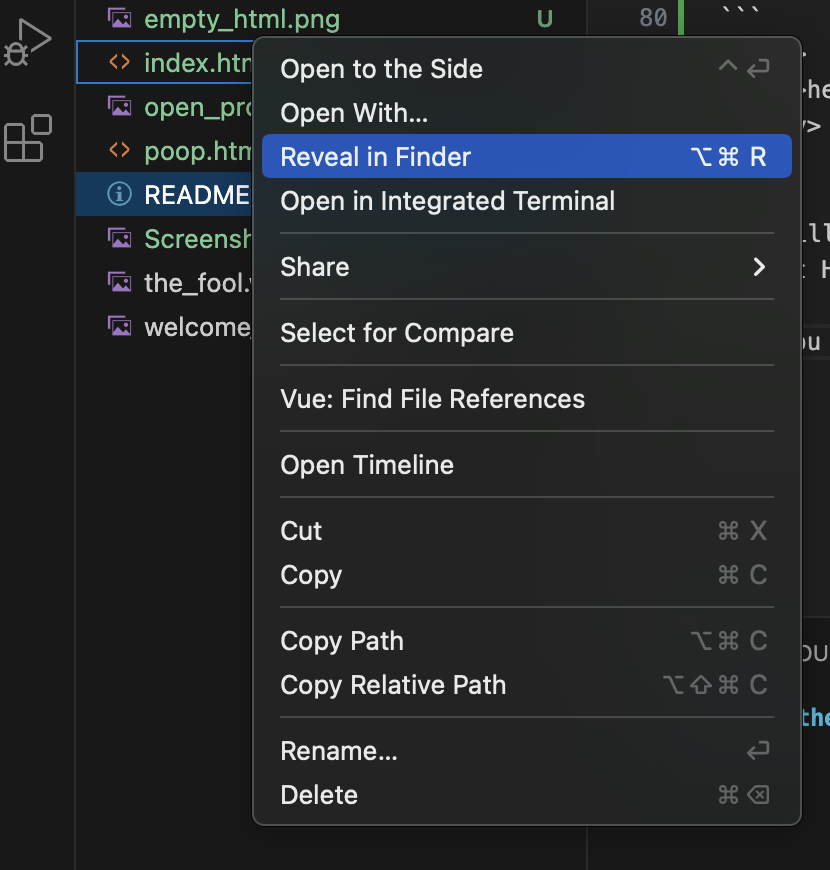 empty_html.png U 80 ```
index.htm
Open to the Side ⌃⏎
Open With...
open_pro
poop.htm
Reveal in Finder ⌥⌘ R
README
Open in Integrated Terminal
Screensh
Share
the_fool.
welcome_
Select for Compare
Vue: Find File References
Open Timeline
Cut ⌘ X
Copy ⌘ C
Copy Path ⌥⌘ C
Copy Relative Path ⌥⇧⌘ C
Rename... ⏎
Delete ⌘⌫